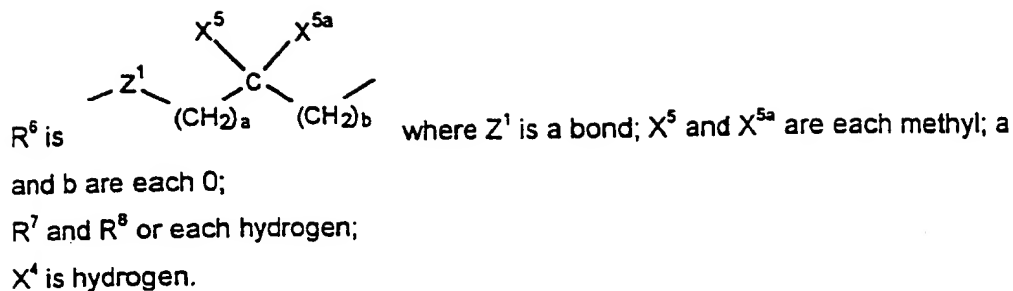 X⁵ X⁵ᵃ
Z¹ C
(CH₂)ₐ (CH₂)b
R⁶ is where Z¹ is a bond; X⁵ and X⁵ᵃ are each methyl; a
and b are each 0;
R⁷ and R⁸ or each hydrogen;
X⁴ is hydrogen.